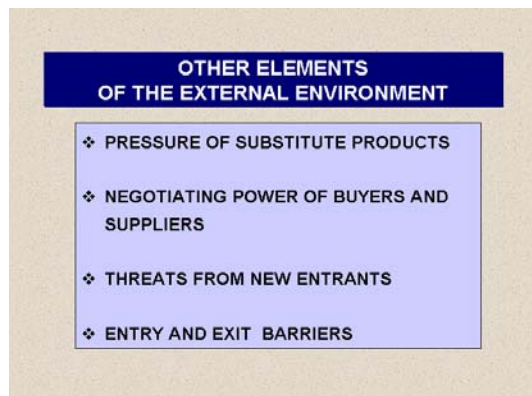 OTHER ELEMENTS
OF THE EXTERNAL ENVIRONMENT
❖ PRESSURE OF SUBSTITUTE PRODUCTS
❖ NEGOTIATING POWER OF BUYERS AND
SUPPLIERS
❖ THREATS FROM NEW ENTRANTS
❖ ENTRY AND EXIT BARRIERS